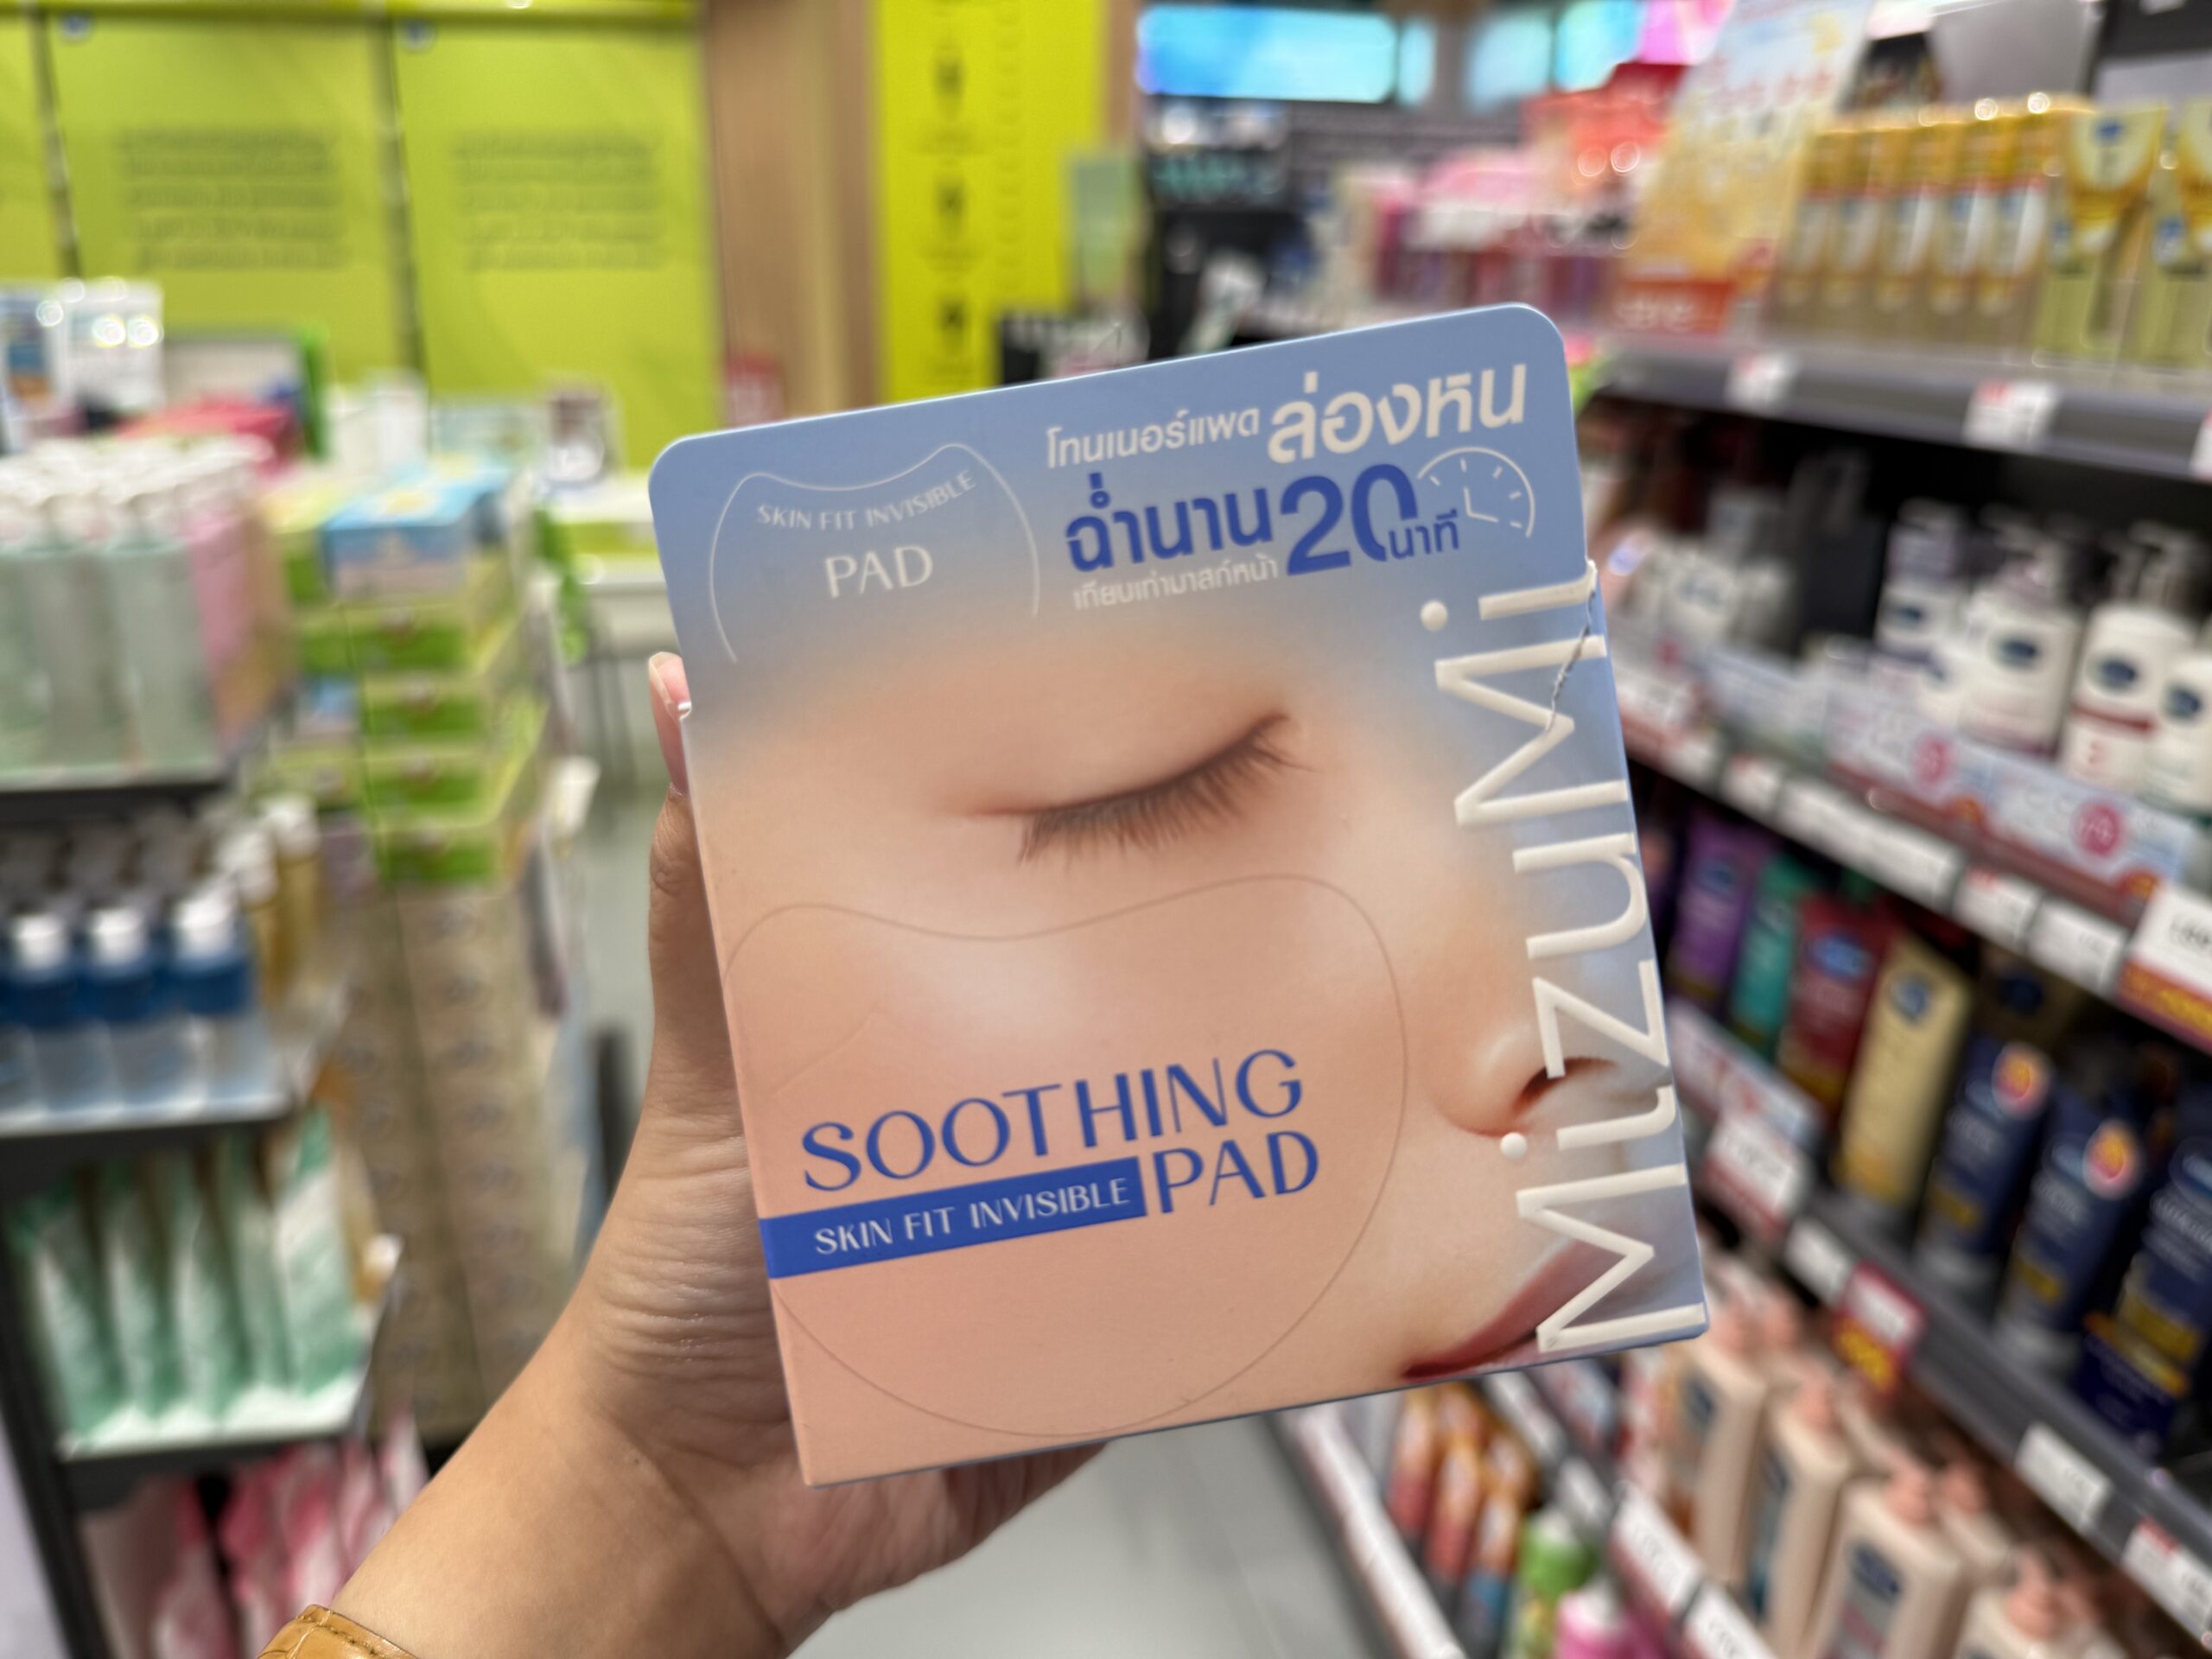 SKIN FIT INVISIBLE
PAD
โทนเนอร์แพด ล่องหน
ฉ่ำนาน 20 นาที
เทียบเท่ามาสก์หน้า
MizuMi
SOOTHING
SKIN FIT INVISIBLE PAD